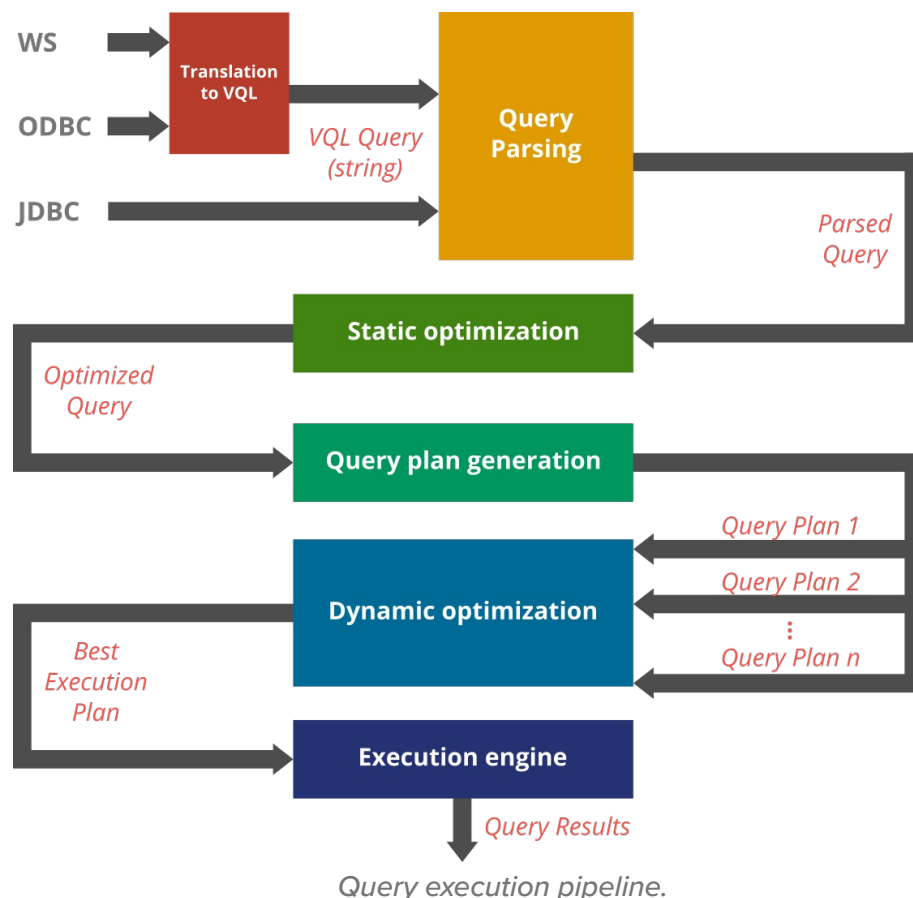 WS
Translation
to VQL
ODBC
VQL Query
(string)
Query
Parsing
JDBC
Parsed
Query
Static optimization
Optimized
Query
Query plan generation
Query Plan 1
Query Plan 2
Query Plan n
Dynamic optimization
Best
Execution
Plan
Execution engine
Query Results
Query execution pipeline.